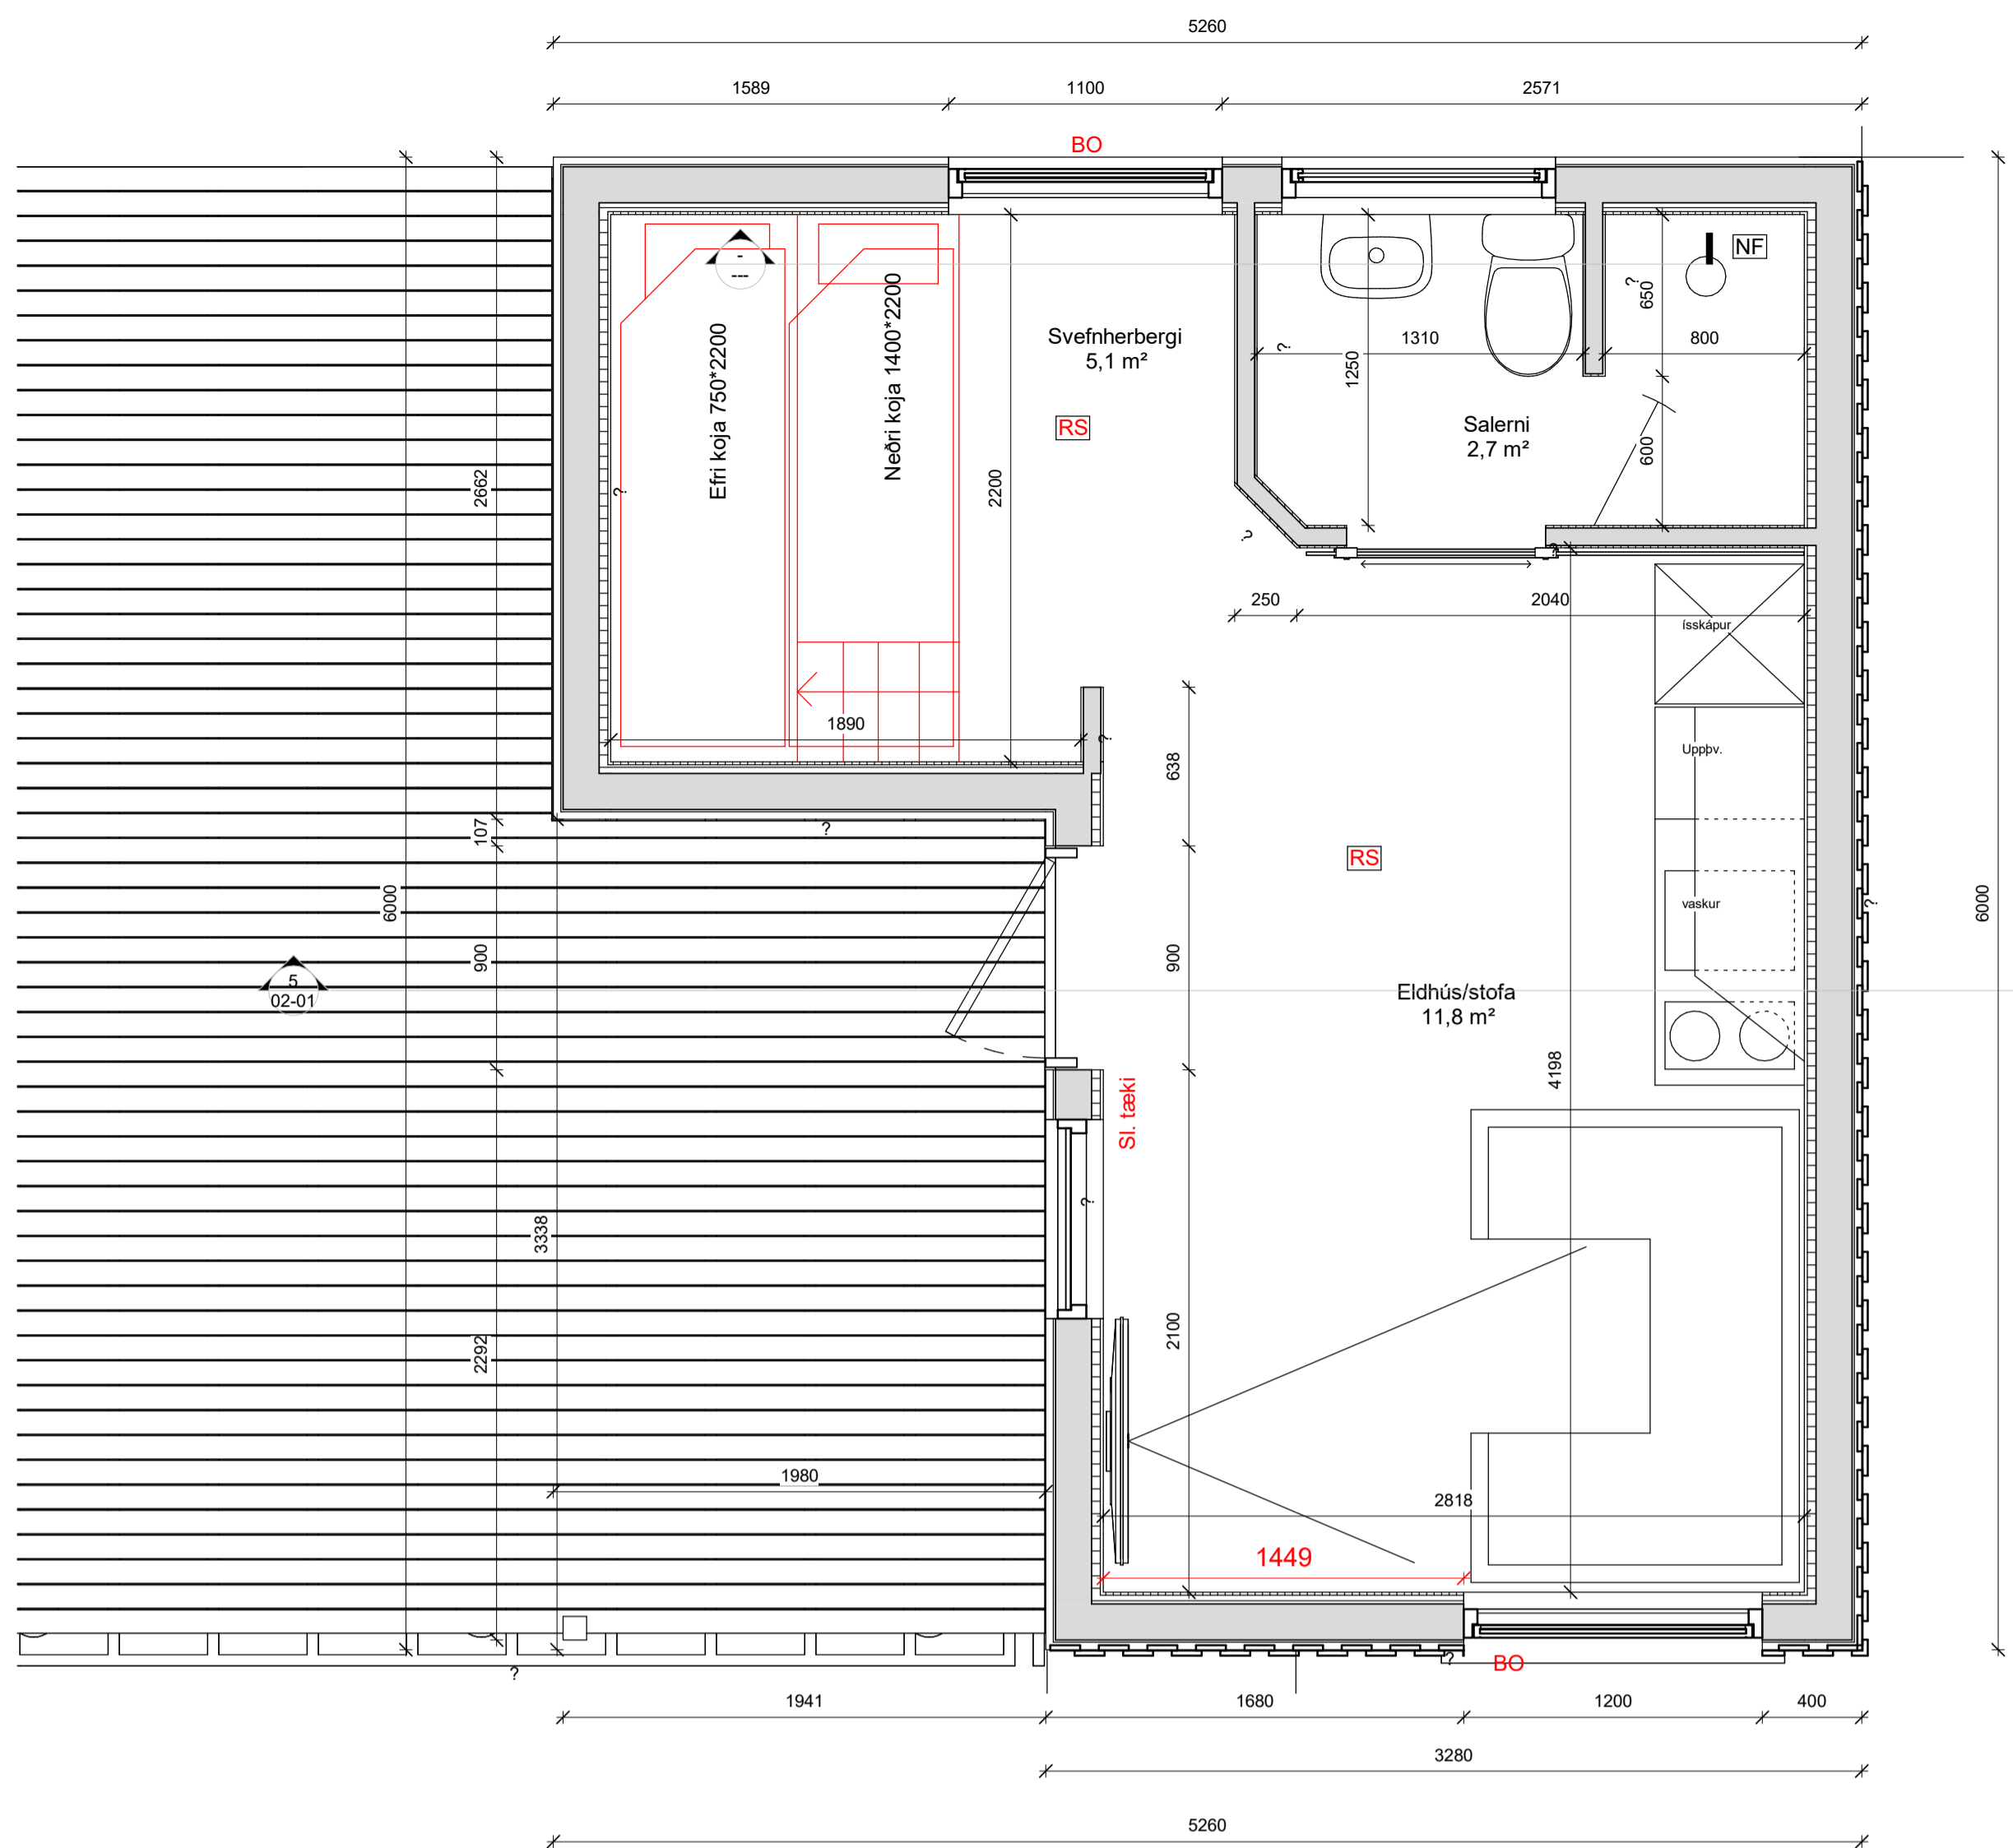 5260
1589
1100
2571
BO
NF
-
---
?
650
1310
800
?
1250
Svefnherbergi
5,1 m²
Efri koja 750*2200
Neðri koja 1400*2200
RS
Salerni
2,7 m²
600
2662
?
2200
?
?
250
2040
ísskápur
1890
?
Uppþv.
638
107
?
RS
6000
900
vaskur
?
6000
900
5
02-01
Eldhús/stofa
11,8 m²
4198
Sl. tæki
?
3338
2292
2100
1980
2818
1449
?
?
BO
1941
1680
1200
400
3280
5260